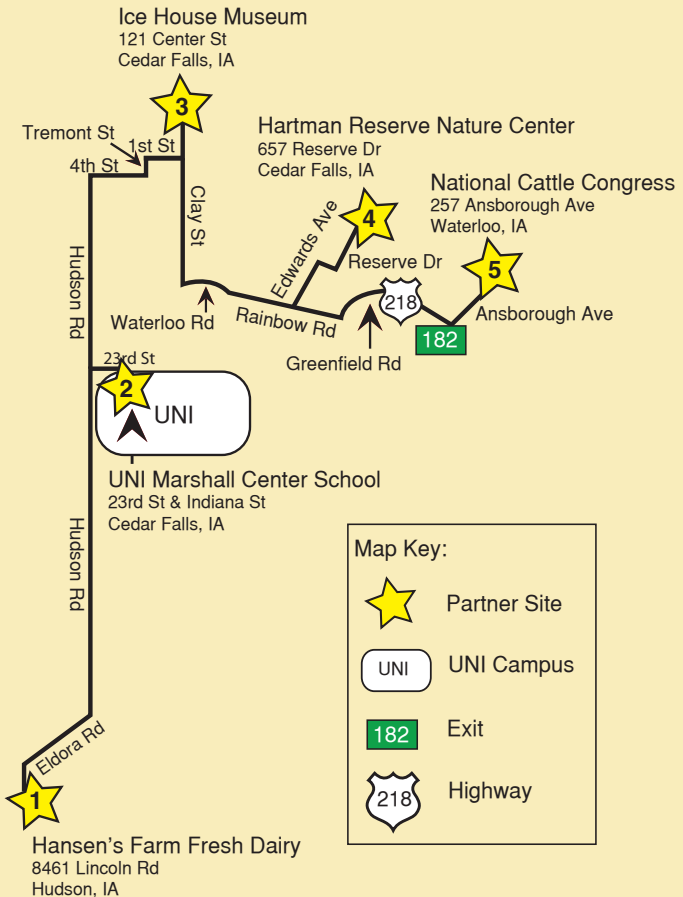 Ice House Museum
121 Center St
Cedar Falls, IA
3
Tremont St
1st St
4th St
Hartman Reserve Nature Center
657 Reserve Dr
Cedar Falls, IA
National Cattle Congress
257 Ansborough Ave
Waterloo, IA
Clay St
Edwards Ave
4
Reserve Dr
5
Hudson Rd
218
Ansborough Ave
Waterloo Rd
Rainbow Rd
182
Greenfield Rd
23rd St
2
UNI
UNI Marshall Center School
23rd St & Indiana St
Cedar Falls, IA
Hudson Rd
Map Key:
Partner Site
UNI
UNI Campus
182
Exit
218
Highway
Eldora Rd
1
Hansen's Farm Fresh Dairy
8461 Lincoln Rd
Hudson, IA